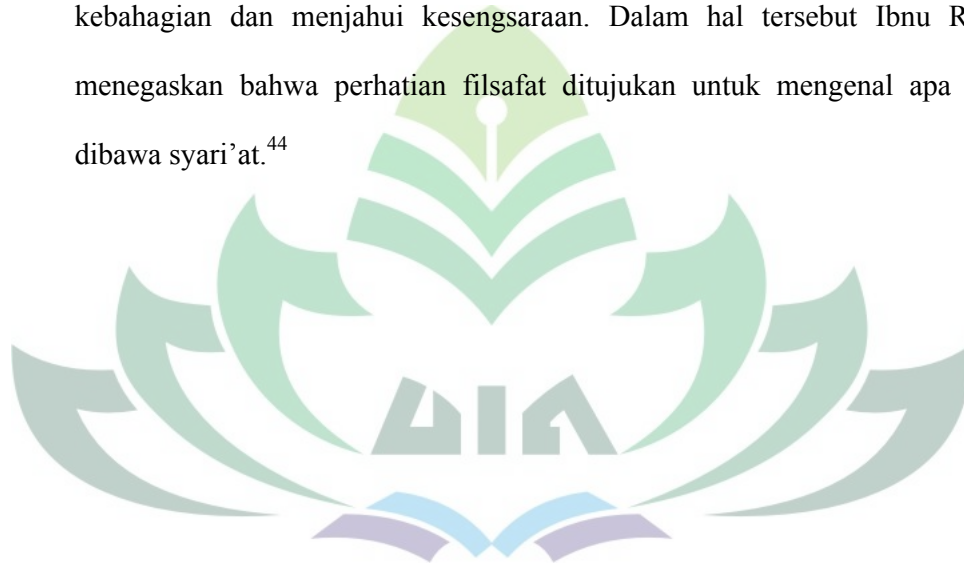 kebahagian dan menjahui kesengsaraan. Dalam hal tersebut Ibnu R
menegaskan bahwa perhatian filsafat ditujukan untuk mengenal apa
dibawa syari’at.44
UIN